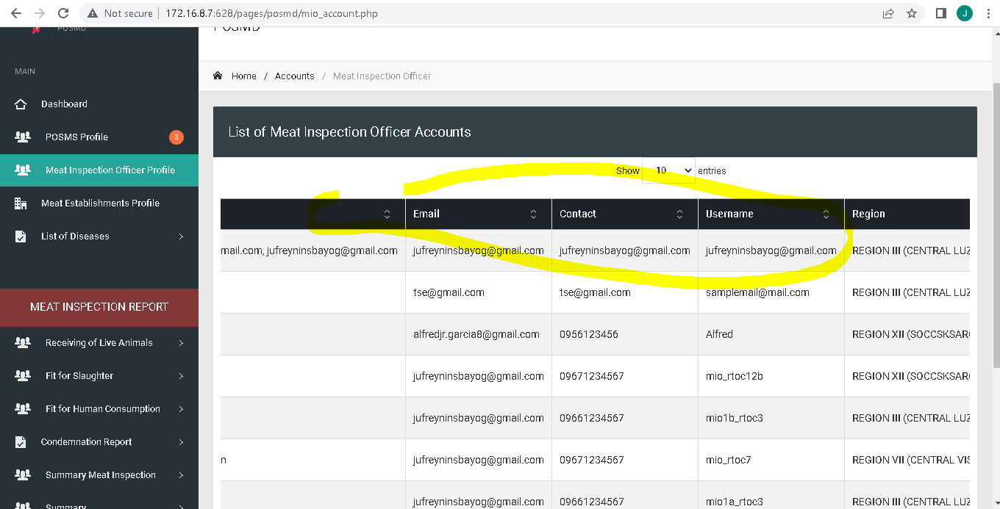 Not secure 172.16.8.7:628/pages/posmd/mio_account.php J
POSMD
POSMD
MAIN
Dashboard
POSMS Profile 3
Meat Inspection Officer Profile
Meat Establishments Profile
List of Diseases
MEAT INSPECTION REPORT
Receiving of Live Animals
Fit for Slaughter
Fit for Human Consumption
Condemnation Report
Summary Meat Inspection
Summary
Home / Accounts / Meat Inspection Officer
List of Meat Inspection Officer Accounts
Show 10 entries
Email Contact Username Region
mail.com, jufreyninsbayog@gmail.com jufreyninsbayog@gmail.com jufreyninsbayog@gmail.com jufreyninsbayog@gmail.com REGION III (CENTRAL LUZ
tse@gmail.com tse@gmail.com samplemail@mail.com REGION III (CENTRAL LUZ
alfredjr.garcia8@gmail.com 0956123456 Alfred REGION XII (SOCCSKSAR
jufreyninsbayog@gmail.com 09671234567 mio_rtoc12b REGION XII (SOCCSKSAR
jufreyninsbayog@gmail.com 09661234567 mio1b_rtoc3 REGION III (CENTRAL LUZ
n jufreyninsbayog@gmail.com 09671234567 mio_rtoc7 REGION VII (CENTRAL VIS
jufreyninsbayog@gmail.com 09661234567 mio1a_rtoc3 REGION III (CENTRAL LUZ